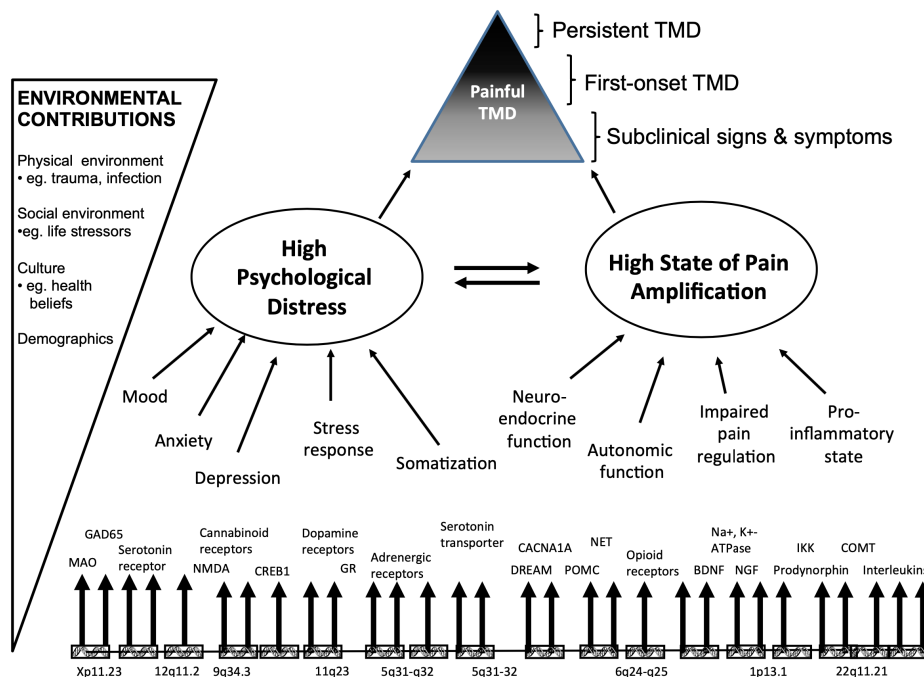 Persistent TMD
First-onset TMD
Subclinical signs & symptoms
Painful
TMD
ENVIRONMENTAL
CONTRIBUTIONS
Physical environment
• eg. trauma, infection
Social environment
•eg. life stressors
Culture
• eg. health
beliefs
Demographics
High
Psychological
Distress
High State of Pain
Amplification
Mood
Anxiety
Depression
Stress
response
Somatization
Neuro-
endocrine
function
Autonomic
function
Impaired
pain
regulation
Pro-
inflammatory
state
MAO
GAD65
Serotonin
receptor
Cannabinoid
receptors
NMDA
CREB1
Dopamine
receptors
GR
Adrenergic
receptors
Serotonin
transporter
CACNA1A
DREAM
POMC
NET
Opioid
receptors
BDNF
Na+, K+-
ATPase
NGF
IKK
Prodynorphin
COMT
Interleukins
Xp11.23
12q11.2
9q34.3
11q23
5q31-q32
5q31-32
6q24-q25
1p13.1
22q11.21